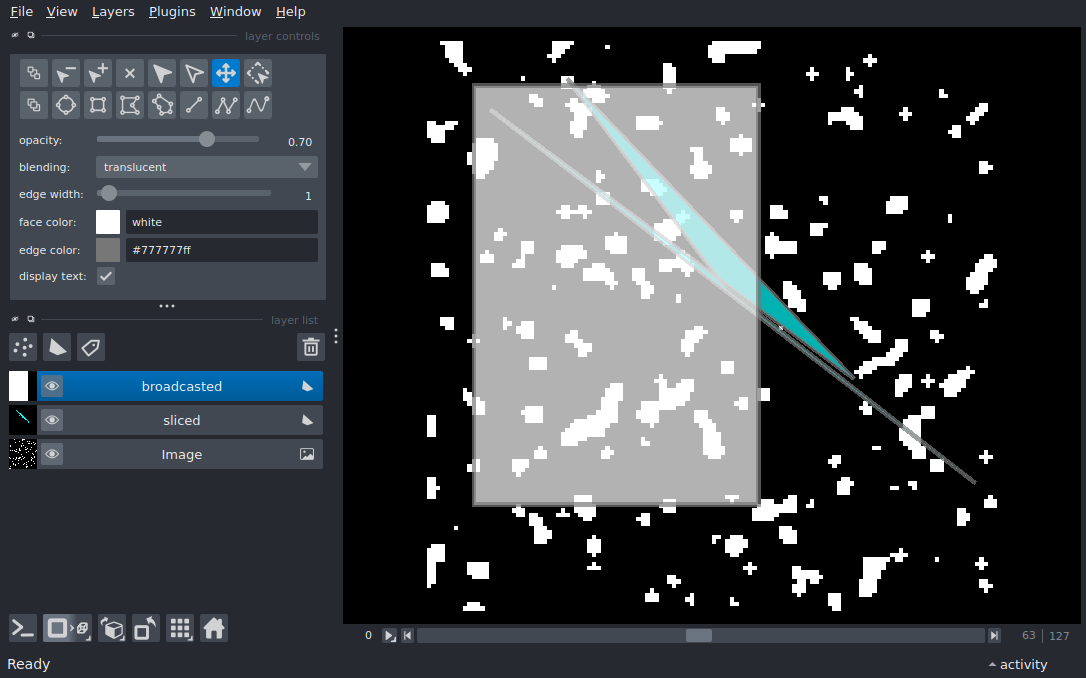 File View Layers Plugins Window Help
layer controls
opacity: 0.70
blending: translucent
edge width: 1
face color: white
edge color: #777777ff
display text:
layer list
broadcasted
sliced
Image
0 63 127
Ready activity